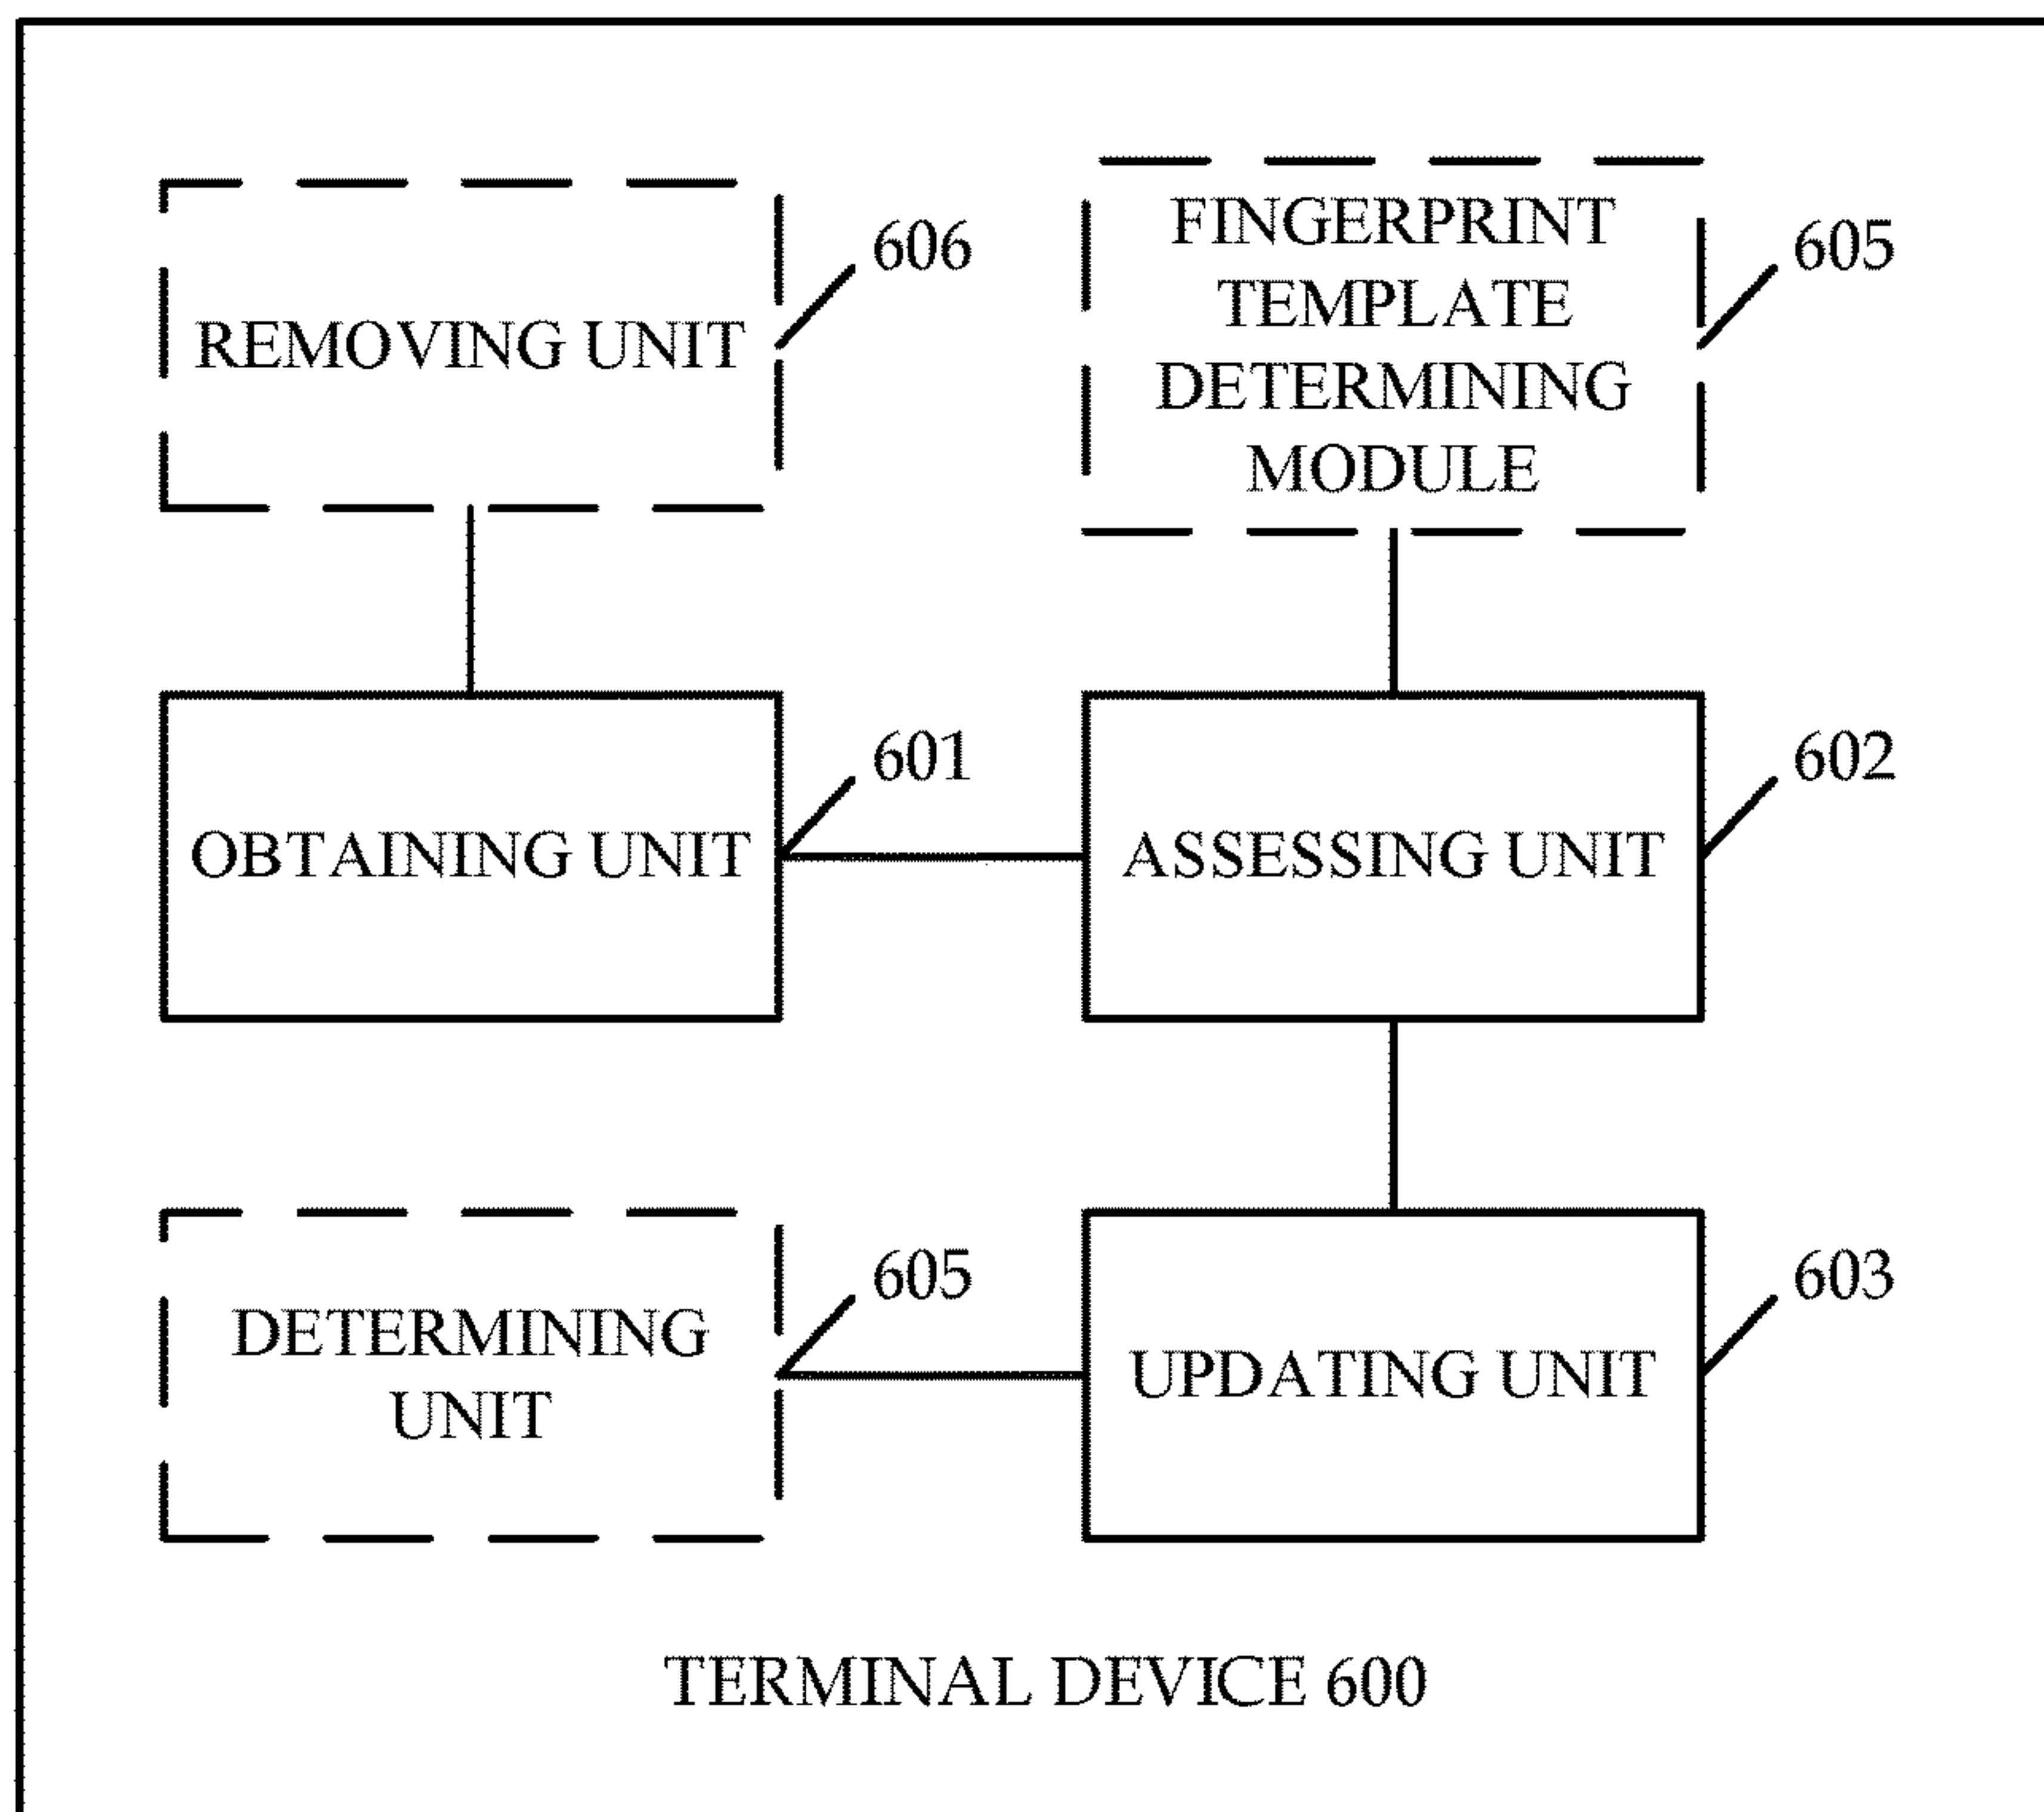 REMOVING UNIT
606
FINGERPRINT
TEMPLATE
DETERMINING
MODULE
605
OBTAINING UNIT
601
ASSESSING UNIT
602
DETERMINING
UNIT
605
UPDATING UNIT
603
TERMINAL DEVICE 600